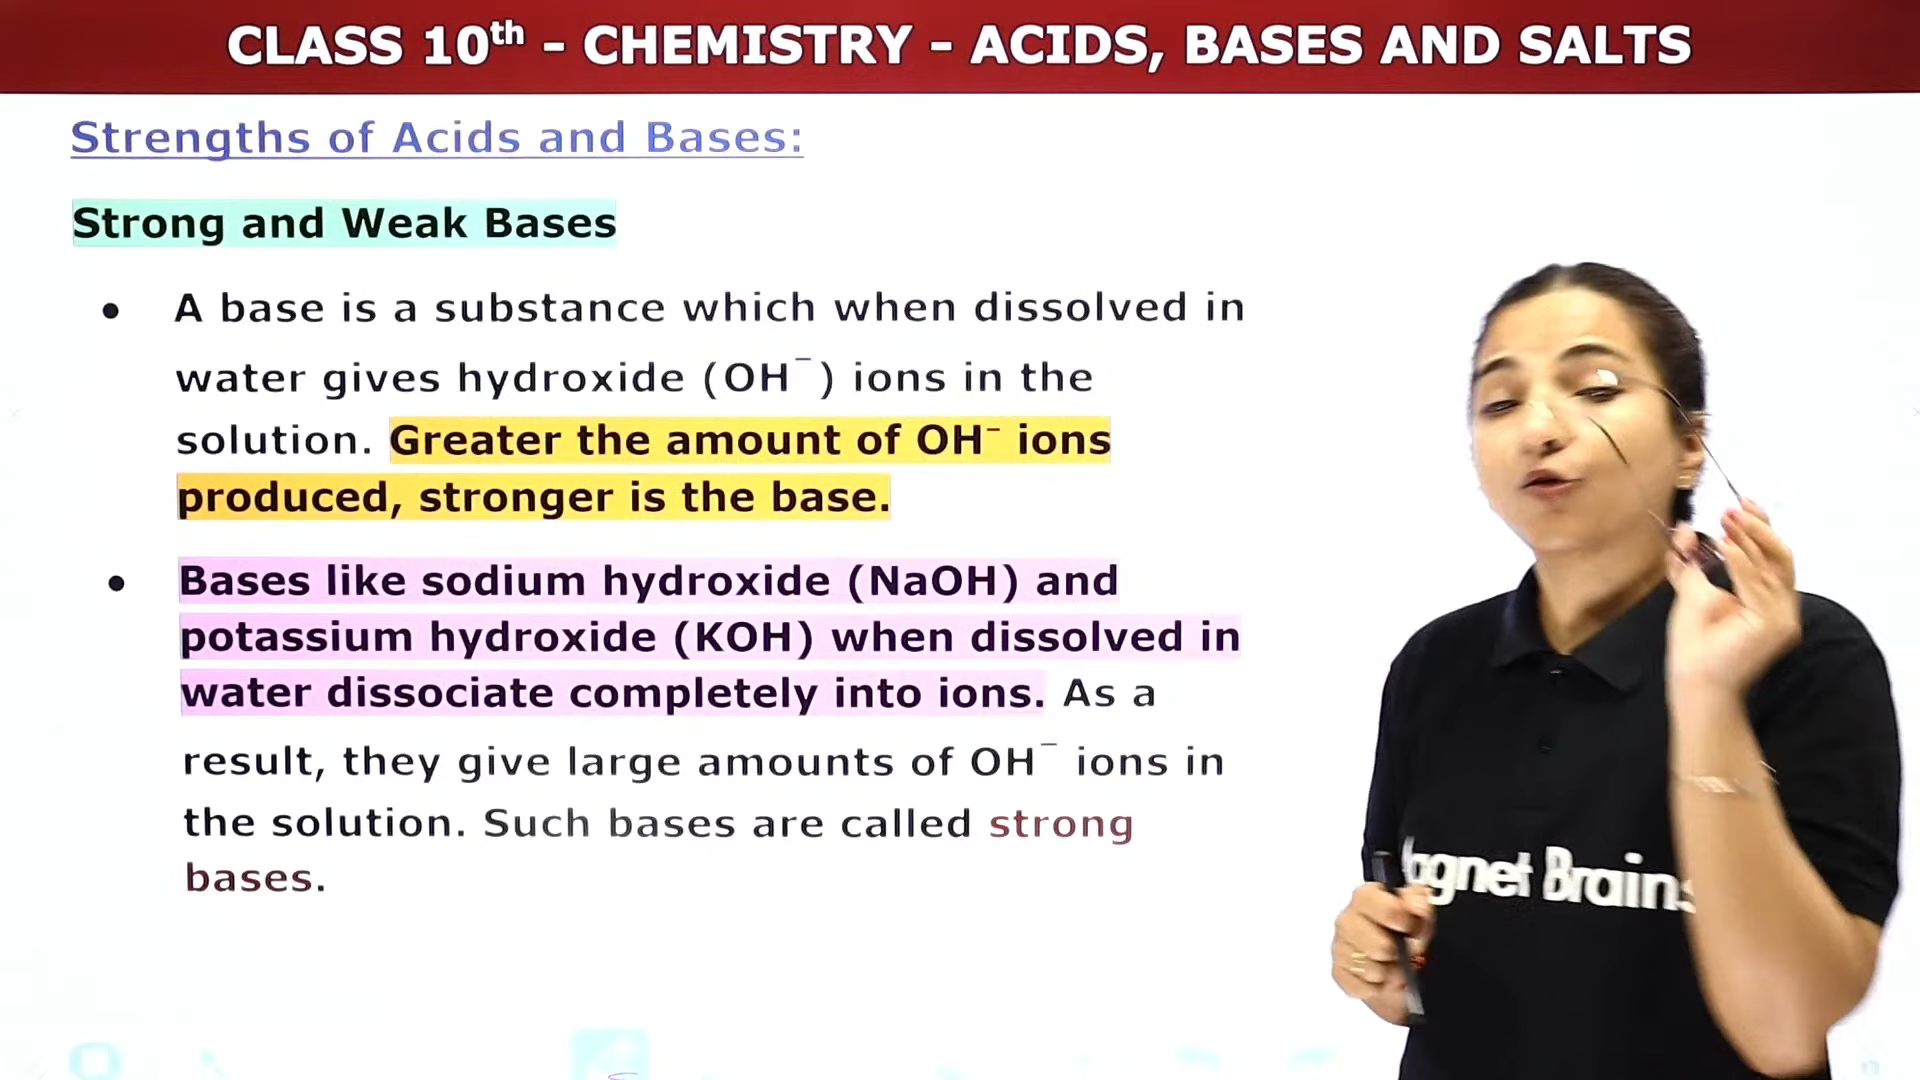 CLASS 10th - CHEMISTRY - ACIDS, BASES AND SALTS
Strengths of Acids and Bases:
Strong and Weak Bases
• A base is a substance which when dissolved in
water gives hydroxide (OH⁻) ions in the
solution. Greater the amount of OH⁻ ions
produced, stronger is the base.
• Bases like sodium hydroxide (NaOH) and
potassium hydroxide (KOH) when dissolved in
water dissociate completely into ions. As a
result, they give large amounts of OH⁻ ions in
the solution. Such bases are called strong
bases.
Magnet Brains